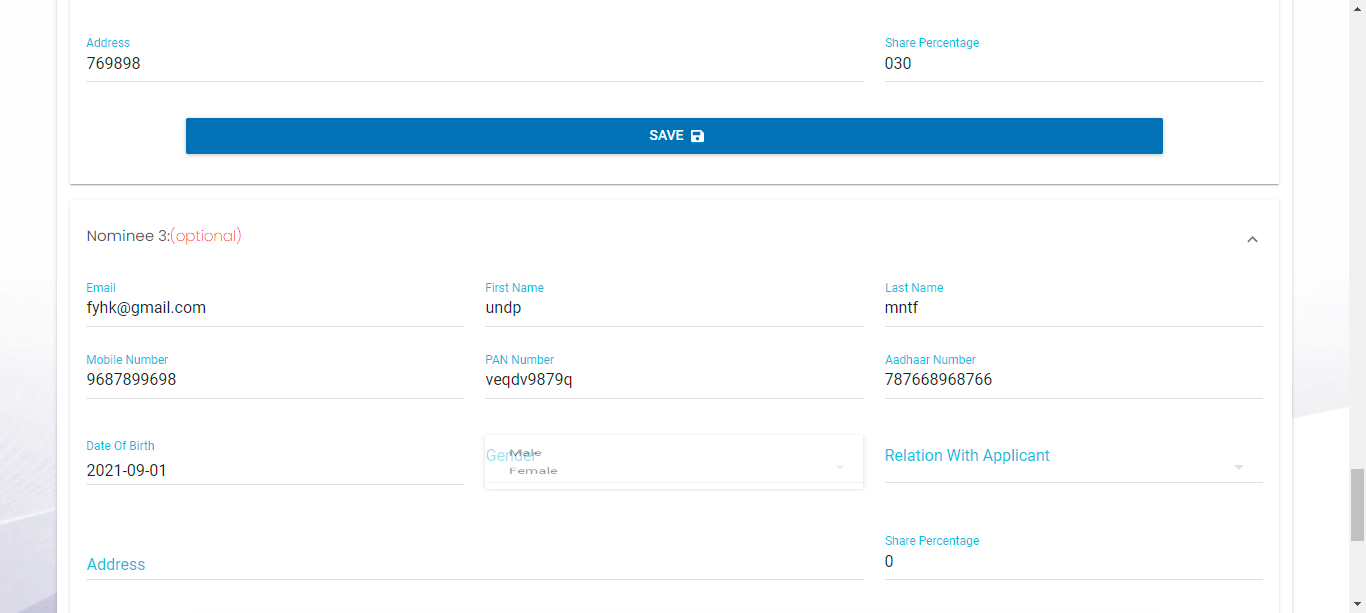 Address
Share Percentage
769898
030
SAVE
Nominee 3:(optional)
Email
First Name
Last Name
fyhk@gmail.com
undp
mntf
Mobile Number
PAN Number
Aadhaar Number
9687899698
veqdv9879q
787668968766
Date Of Birth
Gender
Male
Relation With Applicant
2021-09-01
Female
Share Percentage
Address
0